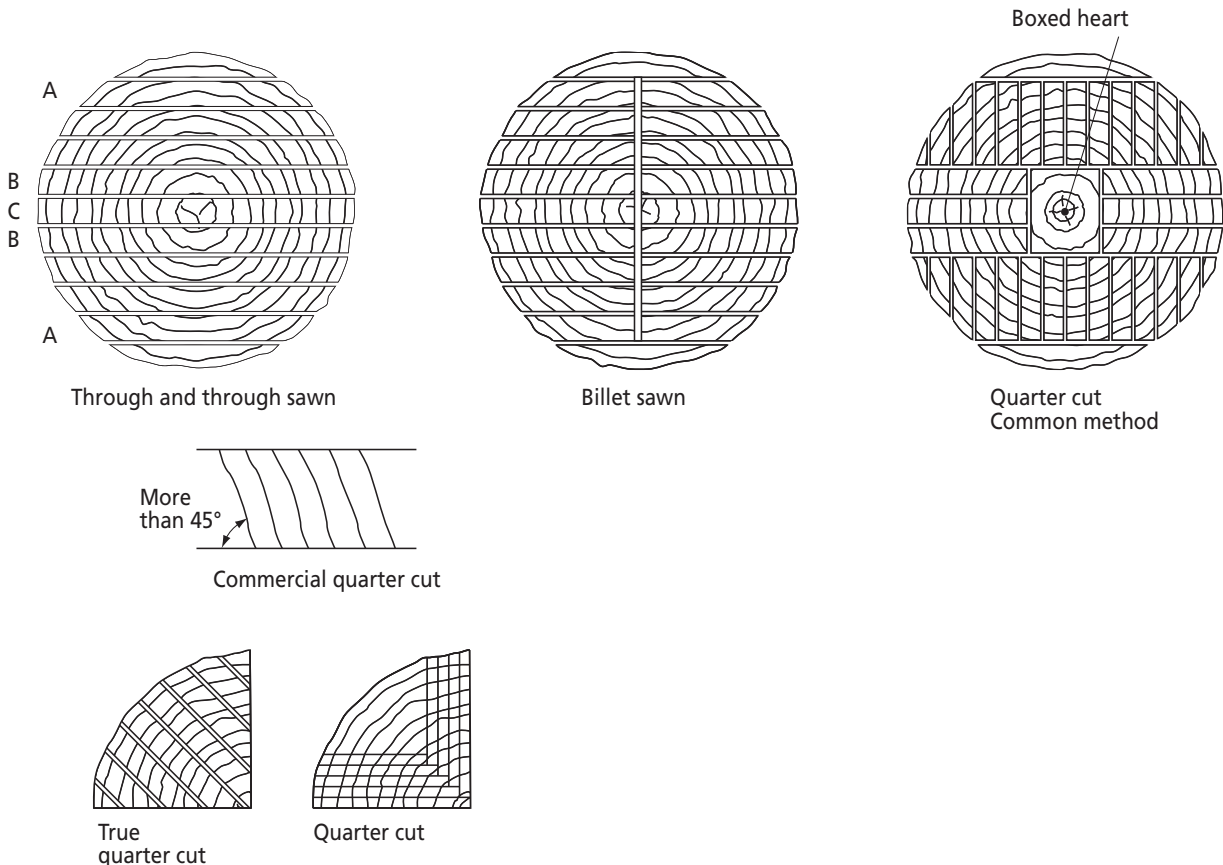 Boxed heart
A
B
C
B
A
Through and through sawn
Billet sawn
Quarter cut
Common method
More
than 45°
Commercial quarter cut
True
quarter cut
Quarter cut